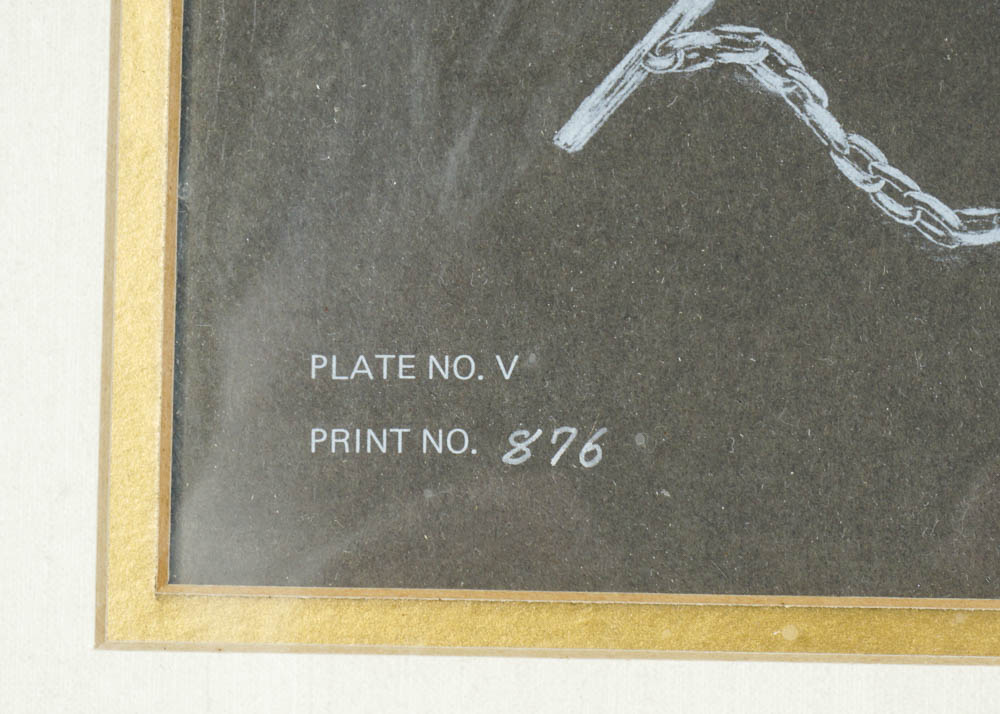 PLATE NO. V
PRINT NO. 876